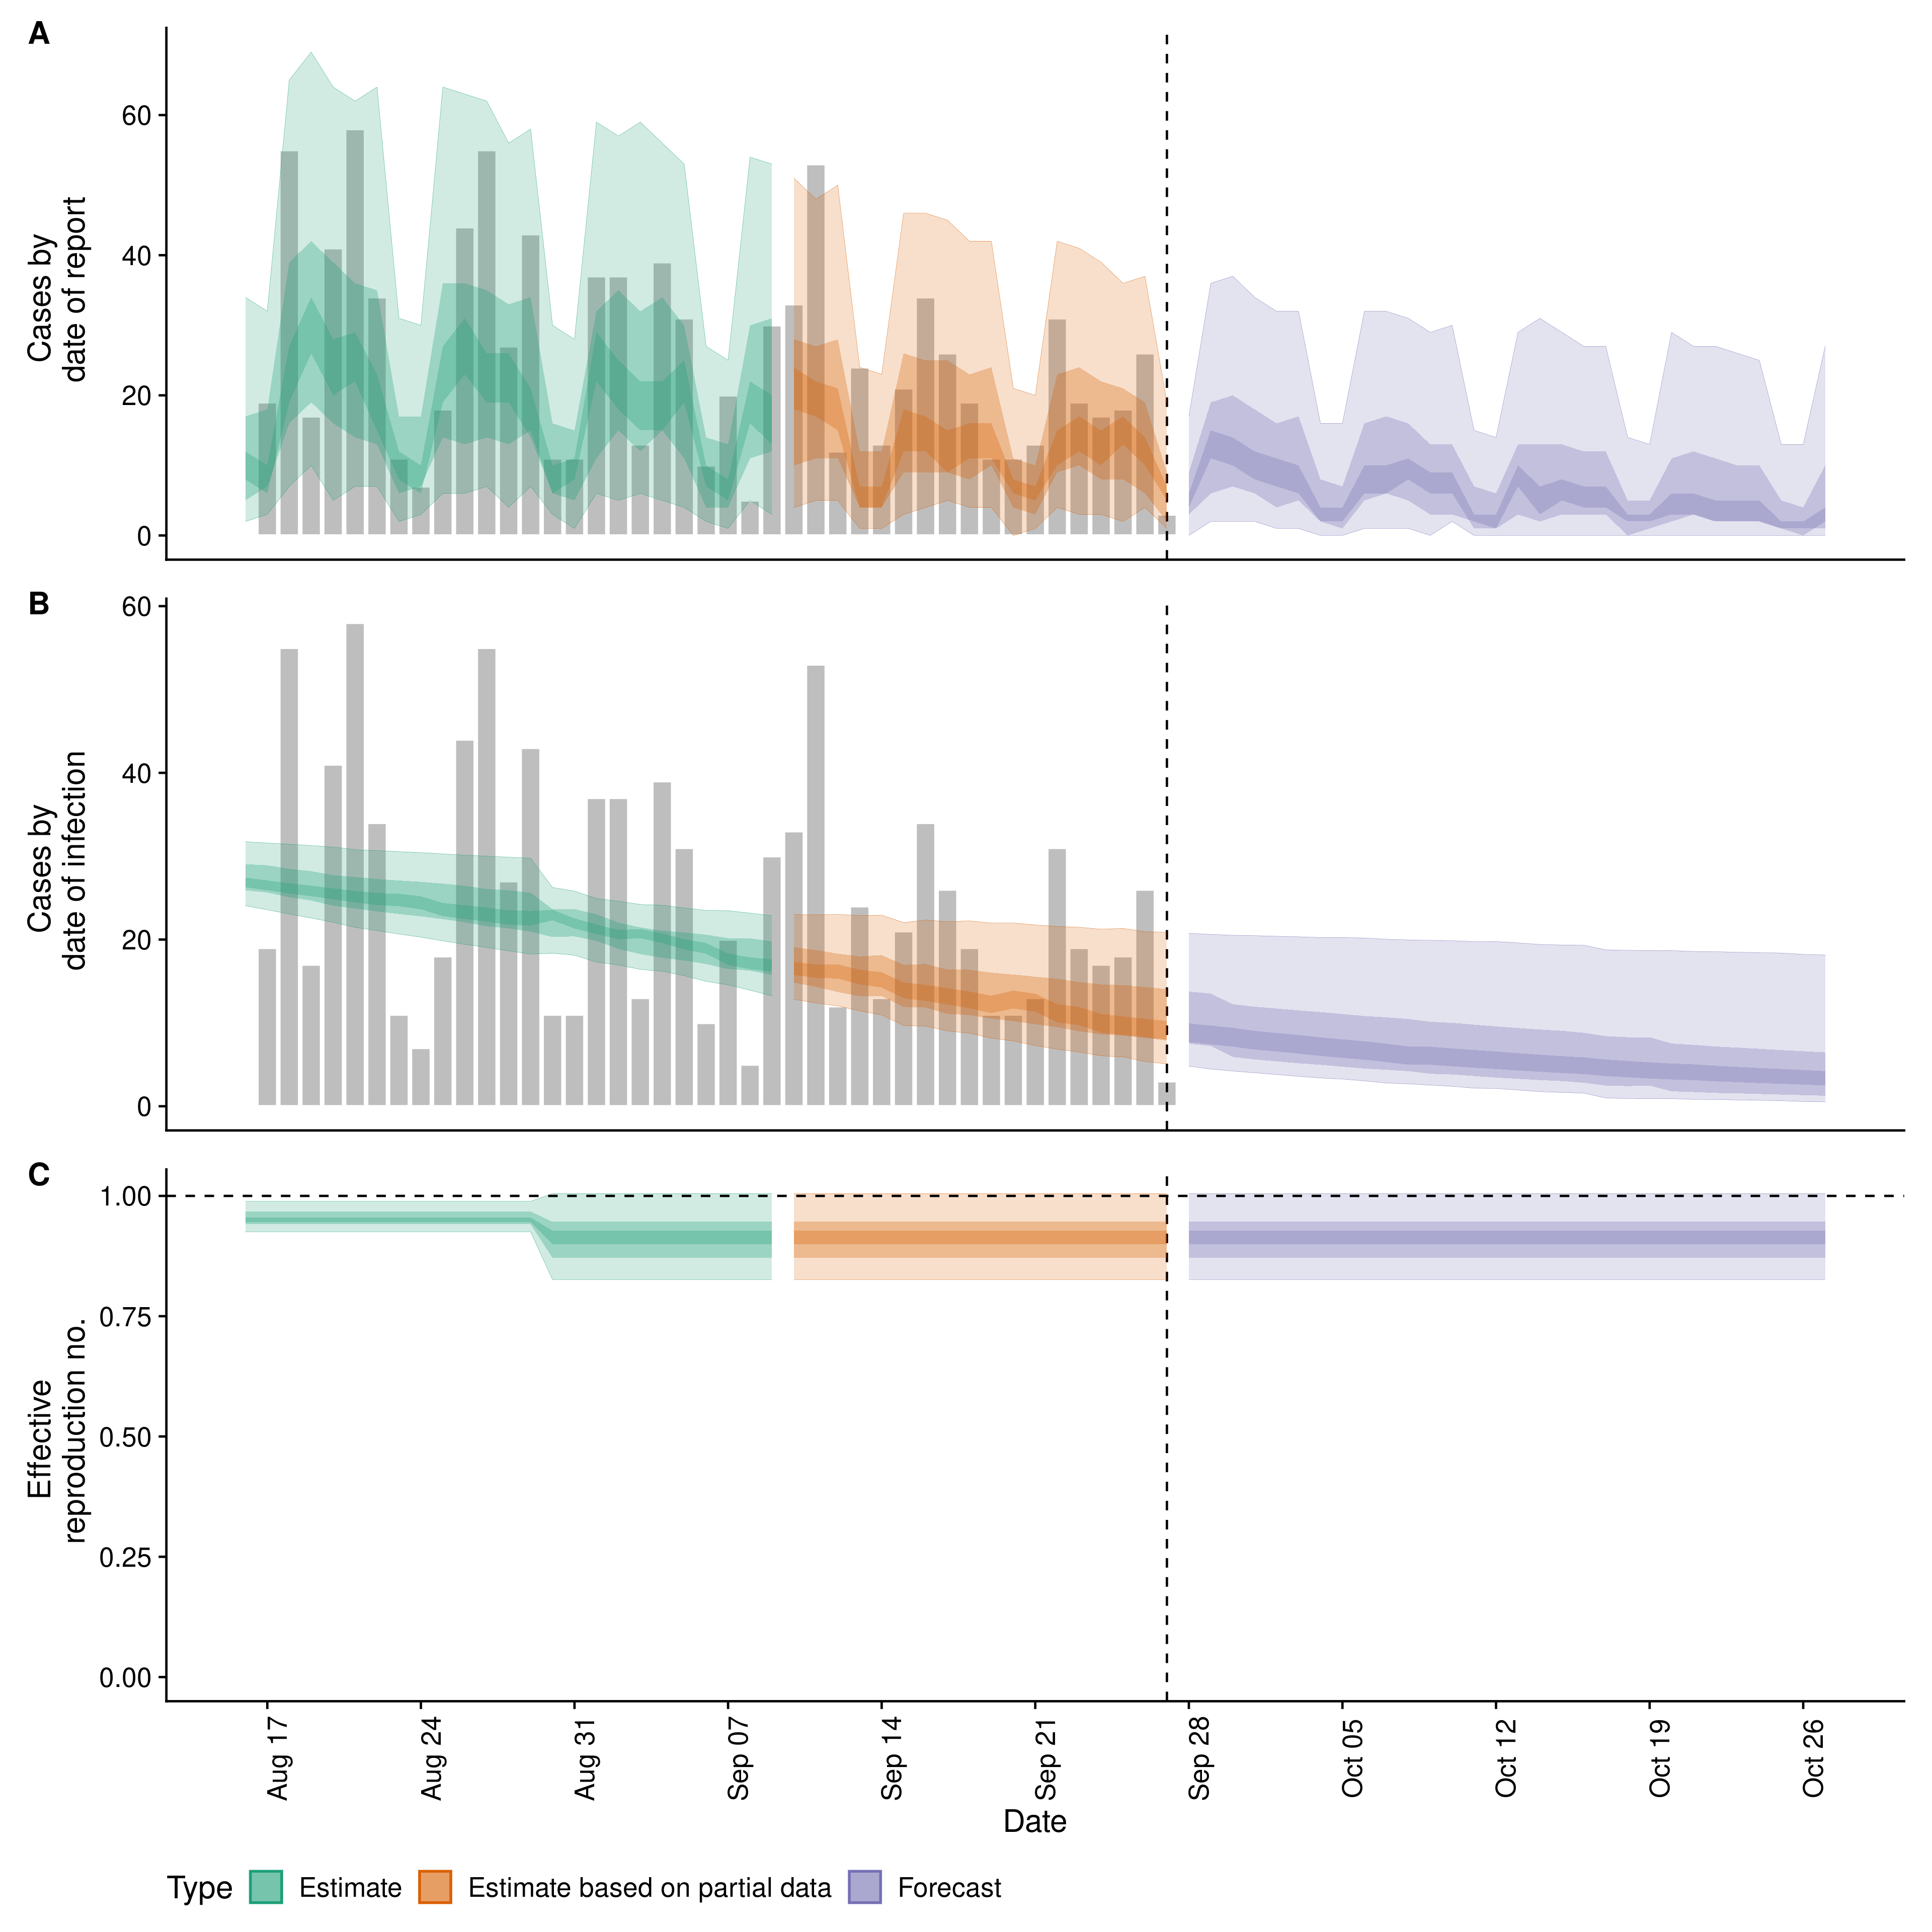 A
Cases by
date of report
60
40
20
0
B
Cases by
date of infection
60
40
20
0
C
Effective
reproduction no.
1.00
0.75
0.50
0.25
0.00
Aug 17
Aug 24
Aug 31
Sep 07
Sep 14
Sep 21
Sep 28
Oct 05
Oct 12
Oct 19
Oct 26
Date
Type Estimate Estimate based on partial data Forecast